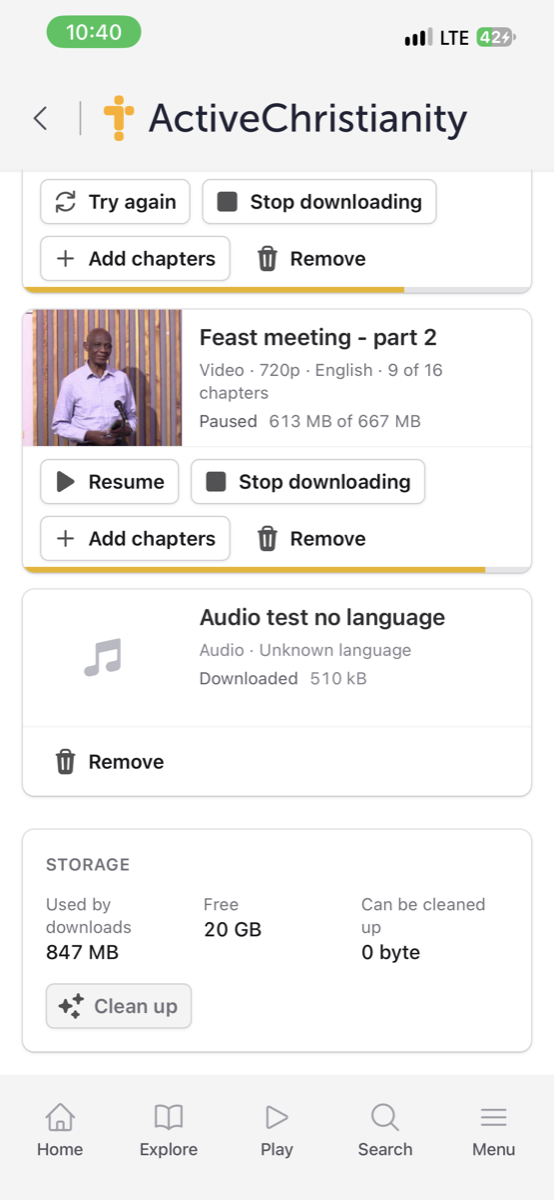 10:40
LTE 42
ActiveChristianity
Try again
Stop downloading
Add chapters
Remove
Feast meeting - part 2
Video · 720p · English · 9 of 16
chapters
Paused 613 MB of 667 MB
Resume
Stop downloading
Add chapters
Remove
Audio test no language
Audio · Unknown language
Downloaded 510 kB
Remove
STORAGE
Used by
downloads
847 MB
Free
20 GB
Can be cleaned
up
0 byte
Clean up
Home
Explore
Play
Search
Menu